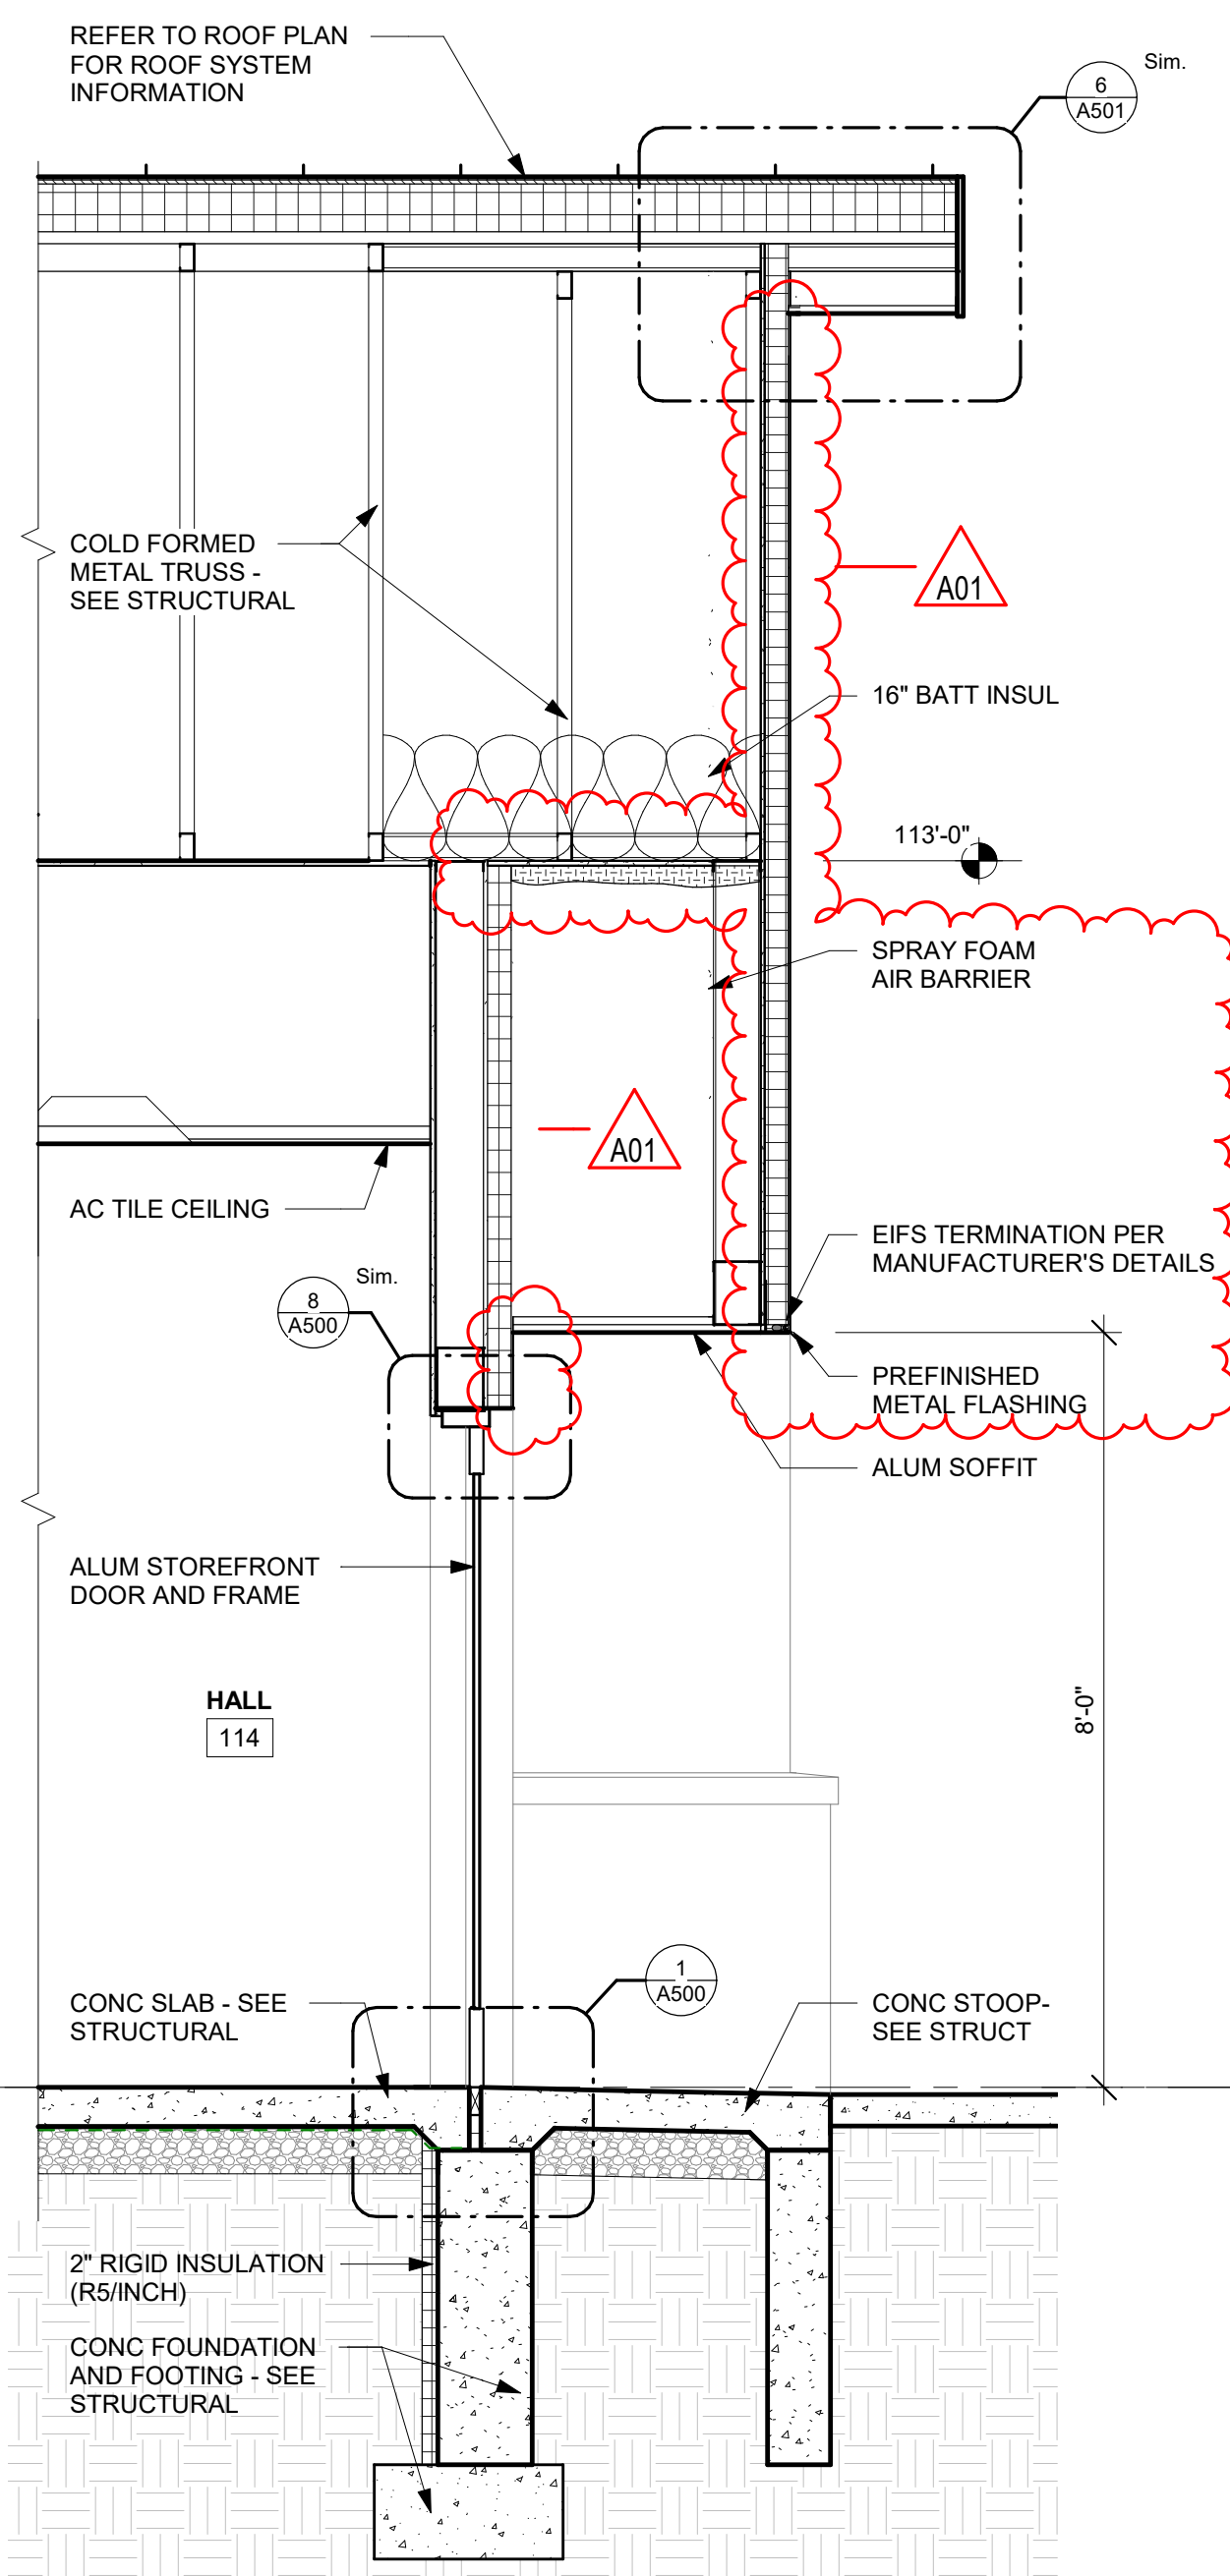 REFER TO ROOF PLAN
FOR ROOF SYSTEM
INFORMATION
Sim.
6
A501
COLD FORMED
METAL TRUSS -
SEE STRUCTURAL
A01
16" BATT INSUL
113'-0"
SPRAY FOAM
AIR BARRIER
A01
AC TILE CEILING
EIFS TERMINATION PER
MANUFACTURER'S DETAILS
Sim.
8
A500
PREFINISHED
METAL FLASHING
ALUM SOFFIT
ALUM STOREFRONT
DOOR AND FRAME
HALL
114
8'-0"
1
A500
CONC SLAB - SEE
STRUCTURAL
CONC STOOP-
SEE STRUCT
2" RIGID INSULATION
(R5/INCH)
CONC FOUNDATION
AND FOOTING - SEE
STRUCTURAL